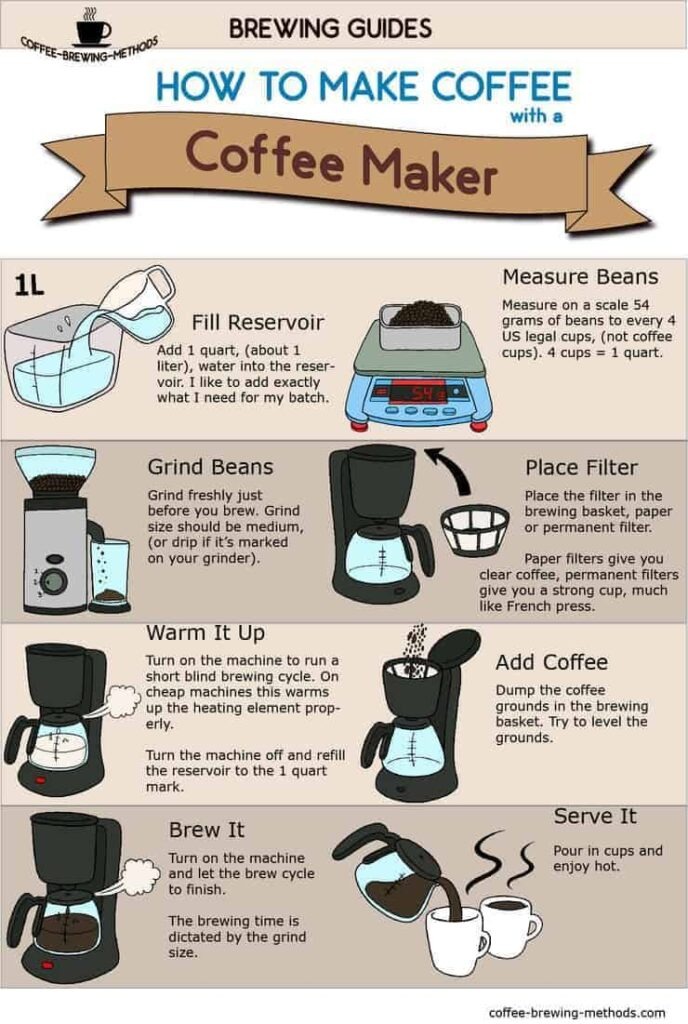 COFFEE-BREWING-METHODS
BREWING GUIDES
HOW TO MAKE COFFEE
with a
Coffee Maker
1L
Fill Reservoir
Add 1 quart, (about 1
liter), water into the reser-
voir. I like to add exactly
what I need for my batch.
Measure Beans
Measure on a scale 54
grams of beans to every 4
US legal cups, (not coffee
cups). 4 cups = 1 quart.
54g
Grind Beans
Grind freshly just
before you brew. Grind
size should be medium,
(or drip if it's marked
on your grinder).
1
2
3
Place Filter
Place the filter in the
brewing basket, paper
or permanent filter.
Paper filters give you
clear coffee, permanent filters
give you a strong cup, much
like French press.
Warm It Up
Turn on the machine to run a
short blind brewing cycle. On
cheap machines this warms
up the heating element prop-
erly.
Turn the machine off and refill
the reservoir to the 1 quart
mark.
Add Coffee
Dump the coffee
grounds in the brewing
basket. Try to level the
grounds.
Brew It
Turn on the machine
and let the brew cycle
to finish.
The brewing time is
dictated by the grind
size.
Serve It
Pour in cups and
enjoy hot.
coffee-brewing-methods.com